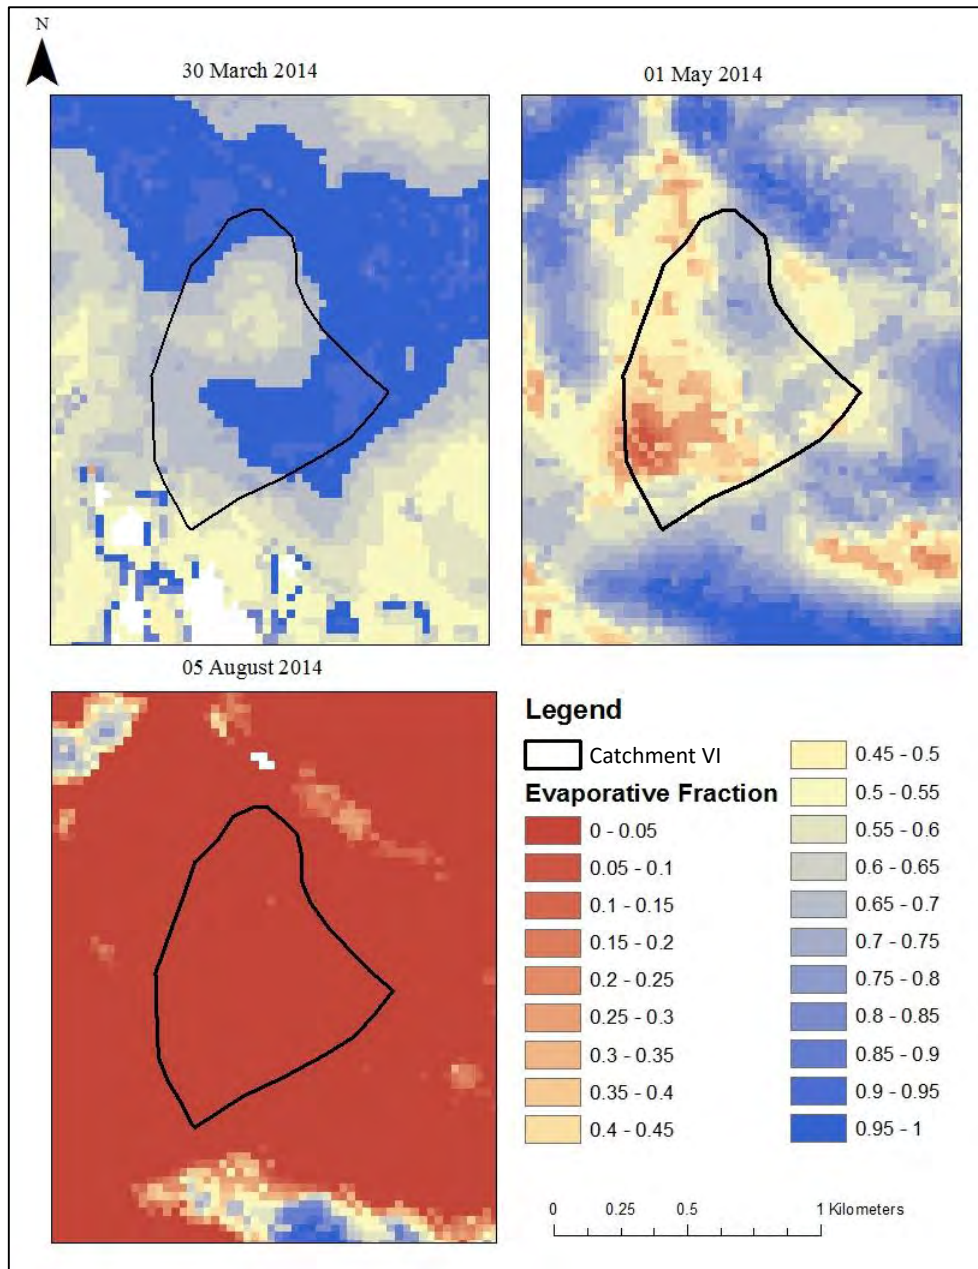 N
30 March 2014
01 May 2014
05 August 2014
Legend
Catchment VI
Evaporative Fraction
0 - 0.05
0.05 - 0.1
0.1 - 0.15
0.15 - 0.2
0.2 - 0.25
0.25 - 0.3
0.3 - 0.35
0.35 - 0.4
0.4 - 0.45
0.45 - 0.5
0.5 - 0.55
0.55 - 0.6
0.6 - 0.65
0.65 - 0.7
0.7 - 0.75
0.75 - 0.8
0.8 - 0.85
0.85 - 0.9
0.9 - 0.95
0.95 - 1
0 0.25 0.5 1 Kilometers